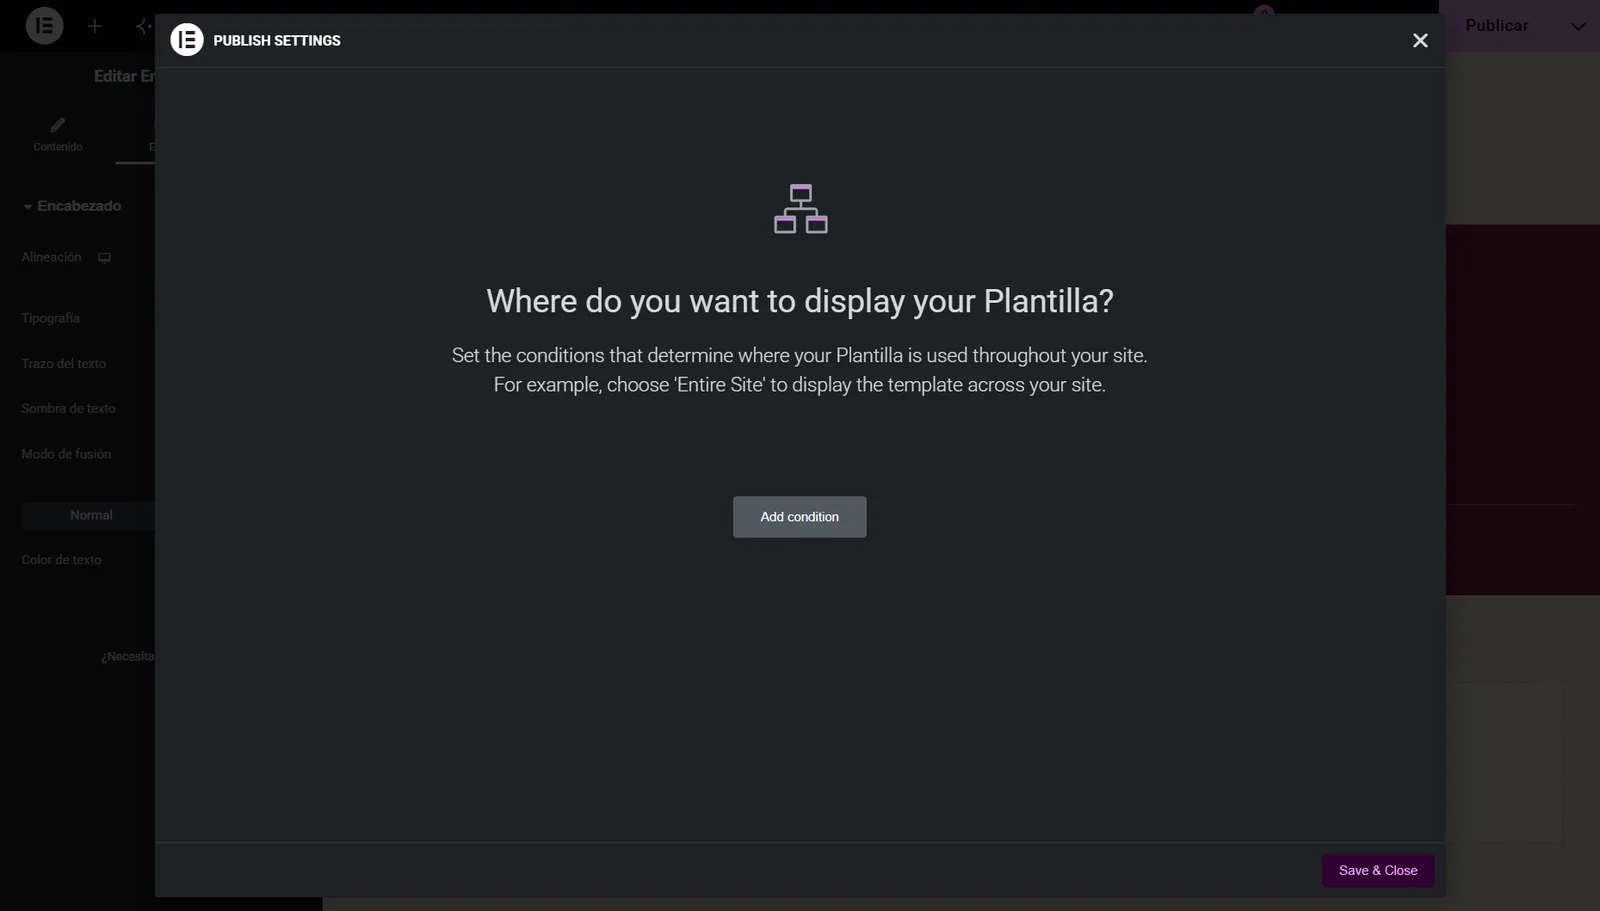 Publicar
PUBLISH SETTINGS
Editar En
Contenido
E
Encabezado
Alineación
Tipografía
Trazo del texto
Sombra de texto
Modo de fusión
Normal
Color de texto
¿Necesita
Where do you want to display your Plantilla?
Set the conditions that determine where your Plantilla is used throughout your site.
For example, choose 'Entire Site' to display the template across your site.
Add condition
Save & Close